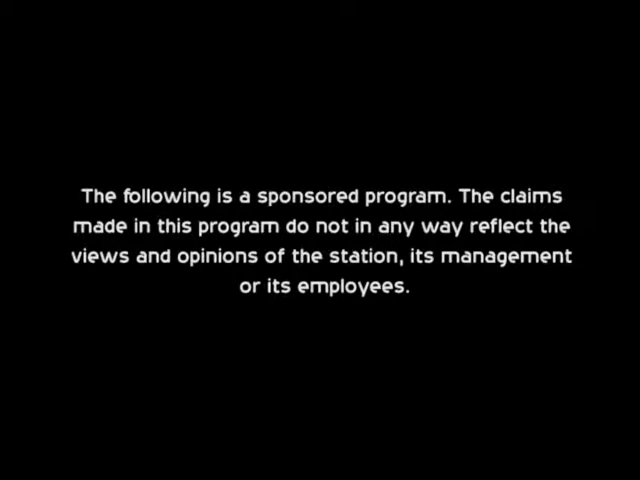 The following is a sponsored program. The claims
made in this program do not in any way reflect the
views and opinions of the station, its management
or its employees.